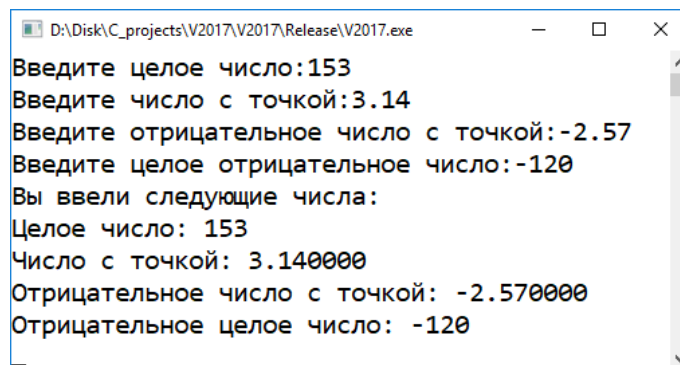 D:\Disk\C_projects\V2017\V2017\Release\V2017.exe
Введите целое число:153
Введите число с точкой:3.14
Введите отрицательное число с точкой:-2.57
Введите целое отрицательное число:-120
Вы ввели следующие числа:
Целое число: 153
Число с точкой: 3.140000
Отрицательное число с точкой: -2.570000
Отрицательное целое число: -120